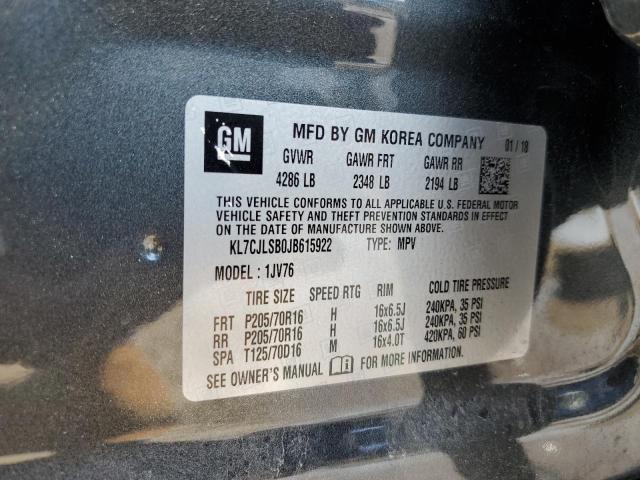 GM MFD BY GM KOREA COMPANY 01 / 18
GVWR GAWR FRT GAWR RR
4286 LB 2348 LB 2194 LB
THIS VEHICLE CONFORMS TO ALL APPLICABLE U.S. FEDERAL MOTOR
VEHICLE SAFETY AND THEFT PREVENTION STANDARDS IN EFFECT ON
THE DATE OF MANUFACTURE SHOWN ABOVE.
KL7CJLSB0JB615922 TYPE: MPV
MODEL : 1JV76
TIRE SIZE SPEED RTG RIM COLD TIRE PRESSURE
FRT P205/70R16 H 16x6.5J 240KPA, 35 PSI
RR P205/70R16 H 16x6.5J 240KPA, 35 PSI
SPA T125/70D16 M 16x4.0T 420KPA, 60 PSI
SEE OWNER'S MANUAL FOR MORE INFORMATION.